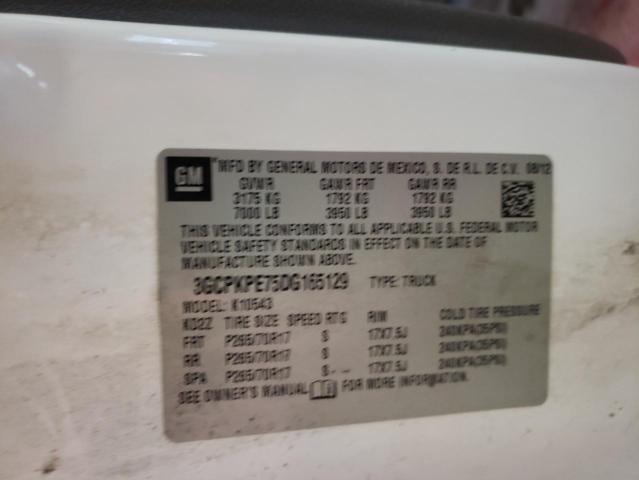 GM MFD BY GENERAL MOTORS DE MEXICO, S. DE R.L. DE C.V. 08/12
GVWR GAWR FRT GAWR RR
3175 KG 1792 KG 1792 KG
7000 LB 3950 LB 3950 LB
THIS VEHICLE CONFORMS TO ALL APPLICABLE U.S. FEDERAL MOTOR
VEHICLE SAFETY STANDARDS IN EFFECT ON THE DATE OF
MANUFACTURE SHOWN ABOVE.
3GCPKPE75DG165129 TYPE: TRUCK
MODEL: K10543
K02Z TIRE SIZE SPEED RTG RIM COLD TIRE PRESSURE
FRT P265/70R17 S 17X7.5J 240KPA(35PSI)
RR P265/70R17 S 17X7.5J 240KPA(35PSI)
SPA P265/70R17 S-- 17X7.5J 240KPA(35PSI)
SEE OWNER'S MANUAL FOR MORE INFORMATION.